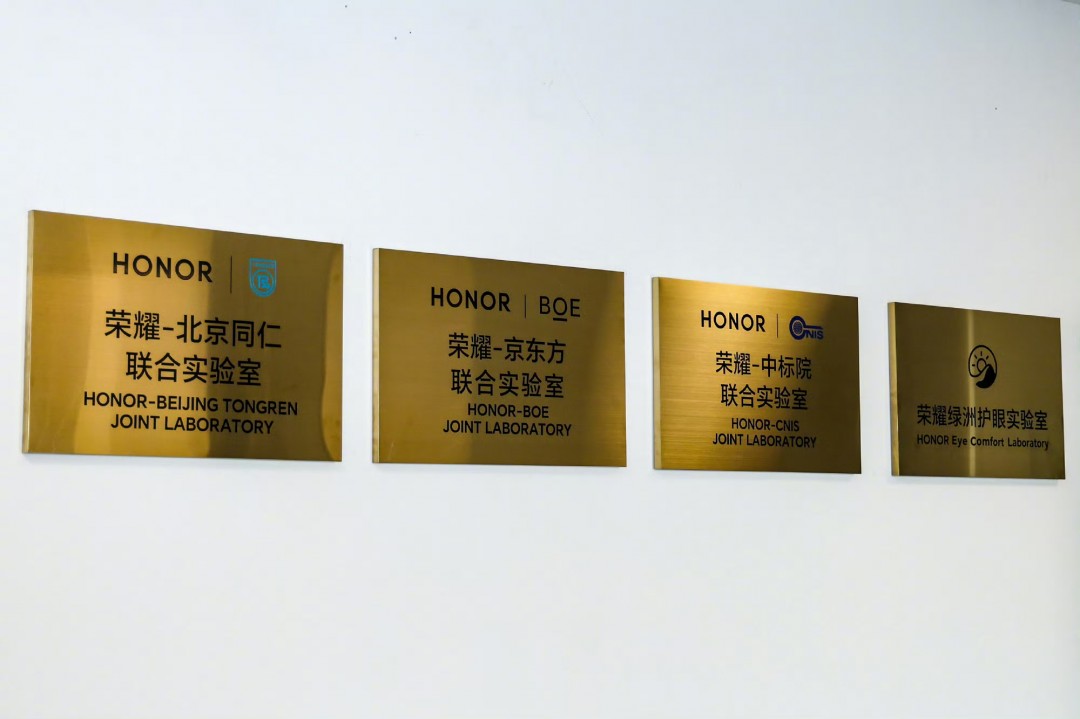 HONOR
荣耀-北京同仁
联合实验室
HONOR-BEIJING TONGREN
JOINT LABORATORY
HONOR | BOE
荣耀-京东方
联合实验室
HONOR-BOE
JOINT LABORATORY
HONOR | CNIS
荣耀-中标院
联合实验室
HONOR-CNIS
JOINT LABORATORY
荣耀绿洲护眼实验室
HONOR Eye Comfort Laboratory